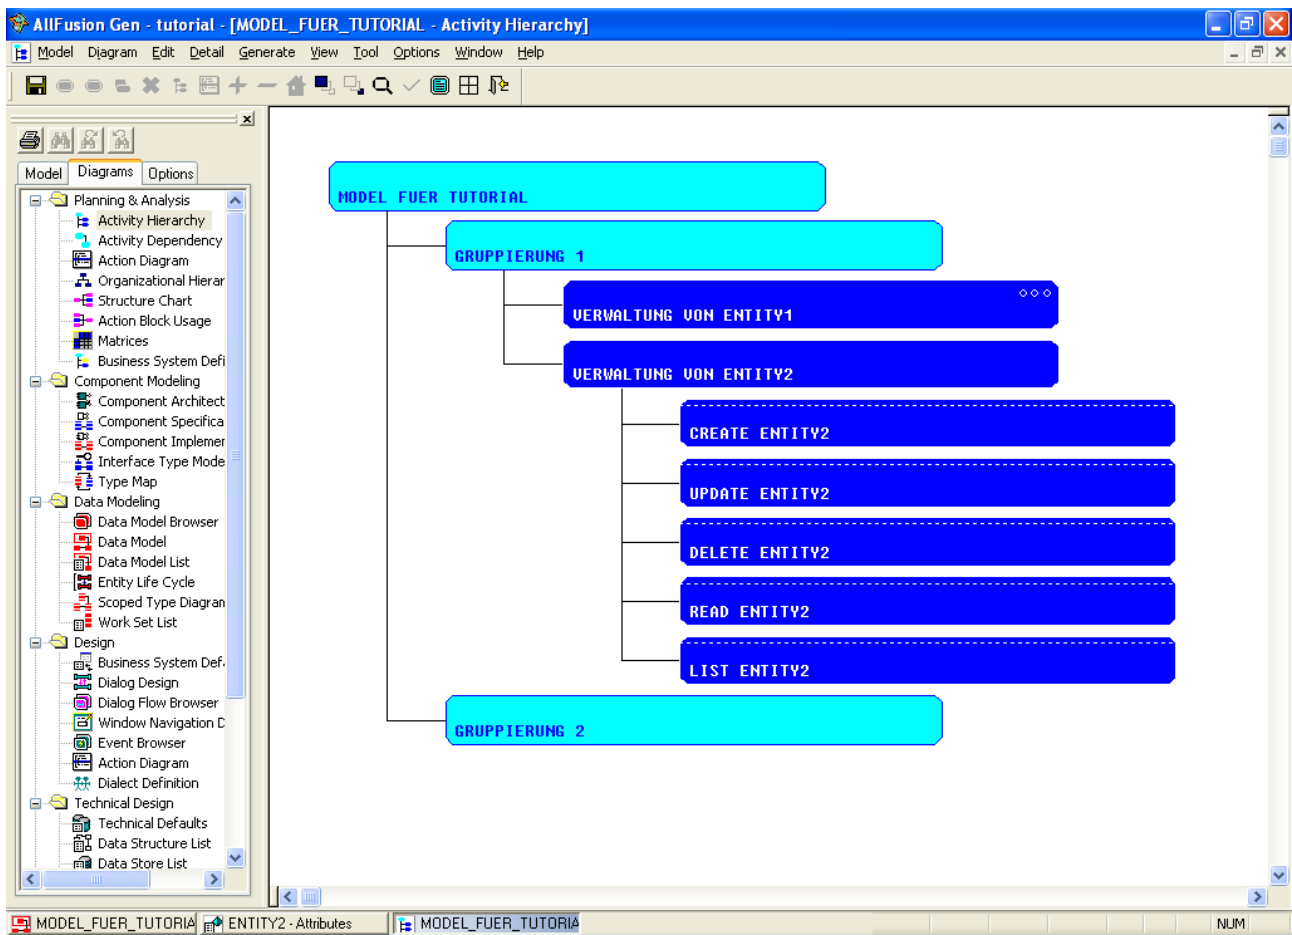 AllFusion Gen - tutorial - [MODEL_FUER_TUTORIAL - Activity Hierarchy]
Model Diagram Edit Detail Generate View Tool Options Window Help
Model Diagrams Options
Planning & Analysis
Activity Hierarchy
Activity Dependency
Action Diagram
Organizational Hierar
Structure Chart
Action Block Usage
Matrices
Business System Defi
Component Modeling
Component Architect
Component Specifica
Component Implemer
Interface Type Mode
Type Map
Data Modeling
Data Model Browser
Data Model
Data Model List
Entity Life Cycle
Scoped Type Diagran
Work Set List
Design
Business System Def
Dialog Design
Dialog Flow Browser
Window Navigation D
Event Browser
Action Diagram
Dialect Definition
Technical Design
Technical Defaults
Data Structure List
Data Store List
MODEL FUER TUTORIAL
GRUPPIERUNG 1
VERWALTUNG VON ENTITY1
VERWALTUNG VON ENTITY2
CREATE ENTITY2
UPDATE ENTITY2
DELETE ENTITY2
READ ENTITY2
LIST ENTITY2
GRUPPIERUNG 2
MODEL_FUER_TUTORIA ENTITY2 - Attributes MODEL_FUER_TUTORIA NUM